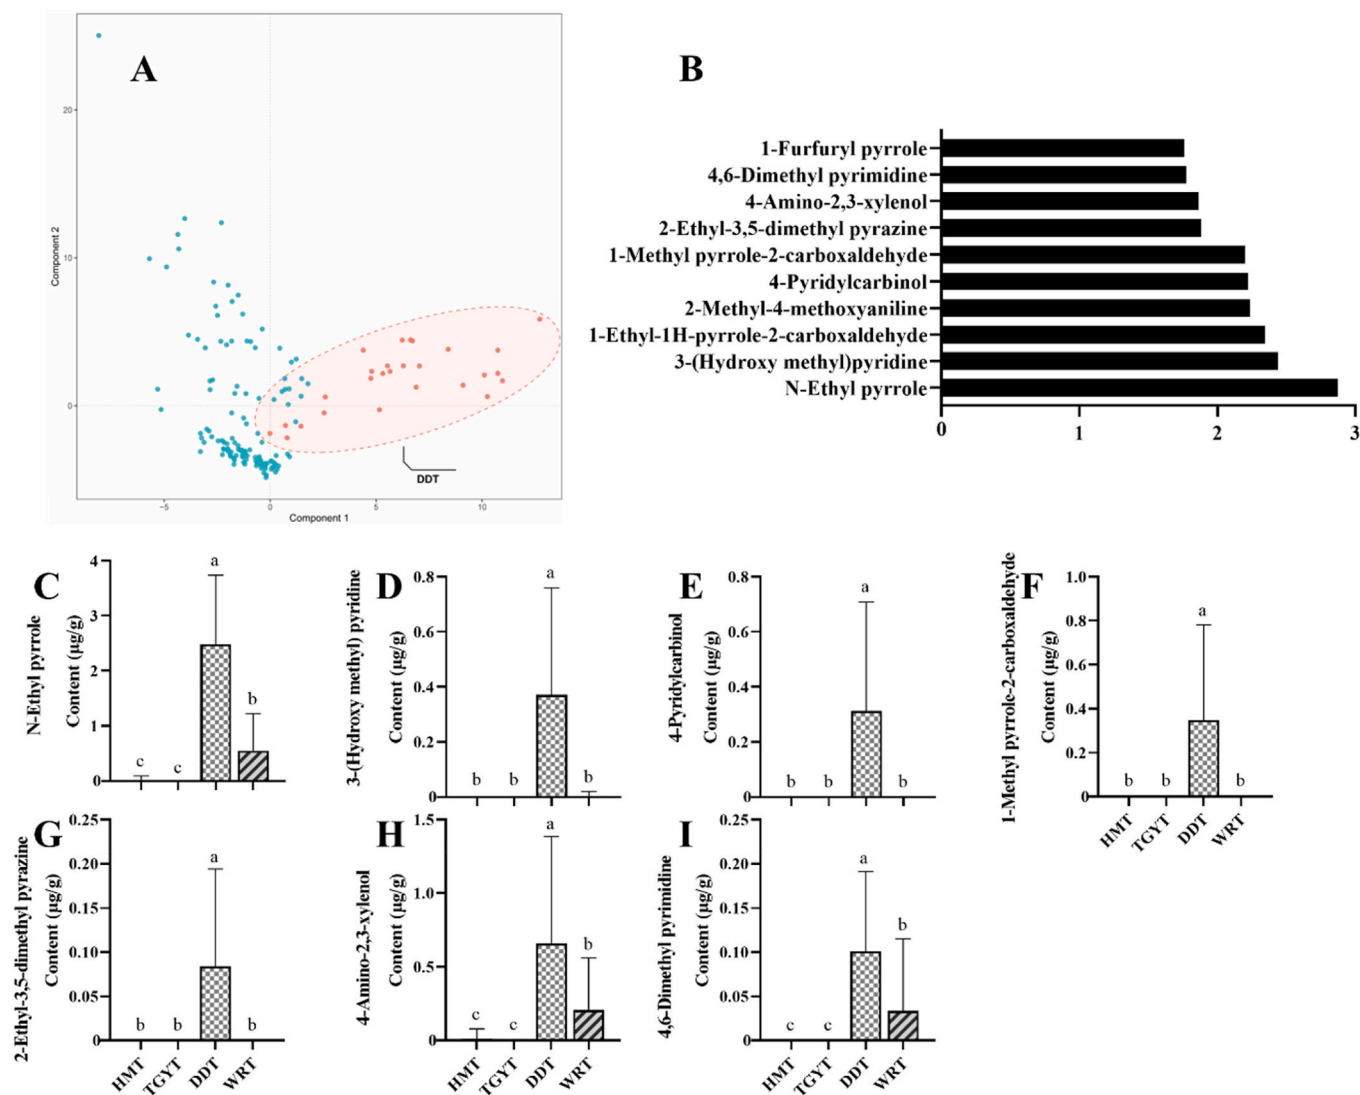 A
20
10
0
Component 2
−5
0
5
10
Component 1
DDT
B
1-Furfuryl pyrrole
4,6-Dimethyl pyrimidine
4-Amino-2,3-xylenol
2-Ethyl-3,5-dimethyl pyrazine
1-Methyl pyrrole-2-carboxaldehyde
4-Pyridylcarbinol
2-Methyl-4-methoxyaniline
1-Ethyl-1H-pyrrole-2-carboxaldehyde
3-(Hydroxy methyl)pyridine
N-Ethyl pyrrole
0 1 2 3
C
N-Ethyl pyrrole
Content (μg/g)
4
3
2
1
0
c c a b
D
3-(Hydroxy methyl) pyridine
Content (μg/g)
0.8
0.6
0.4
0.2
0
b b a b
E
4-Pyridylcarbinol
Content (μg/g)
0.8
0.6
0.4
0.2
0
b b a b
F
1-Methyl pyrrole-2-carboxaldehyde
Content (μg/g)
1.0
0.8
0.6
0.4
0.2
0
b b a b
HMT TGYT DDT WRT
G
2-Ethyl-3,5-dimethyl pyrazine
Content (μg/g)
0.25
0.20
0.15
0.10
0.05
0
b b a b
HMT TGYT DDT WRT
H
4-Amino-2,3-xylenol
Content (μg/g)
1.5
1.0
0.5
0
c c a b
HMT TGYT DDT WRT
I
4,6-Dimethyl pyrimidine
Content (μg/g)
0.25
0.20
0.15
0.10
0.05
0
c c a b
HMT TGYT DDT WRT